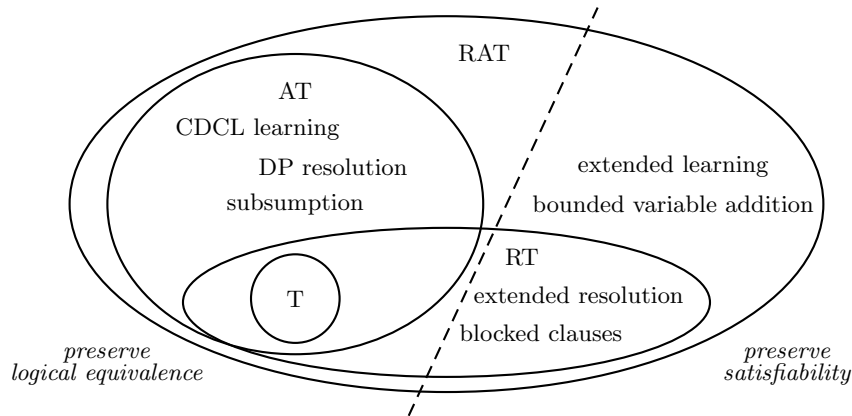 RAT
AT
CDCL learning
DP resolution
extended learning
subsumption
bounded variable addition
RT
T
extended resolution
blocked clauses
preserve
logical equivalence
preserve
satisfiability